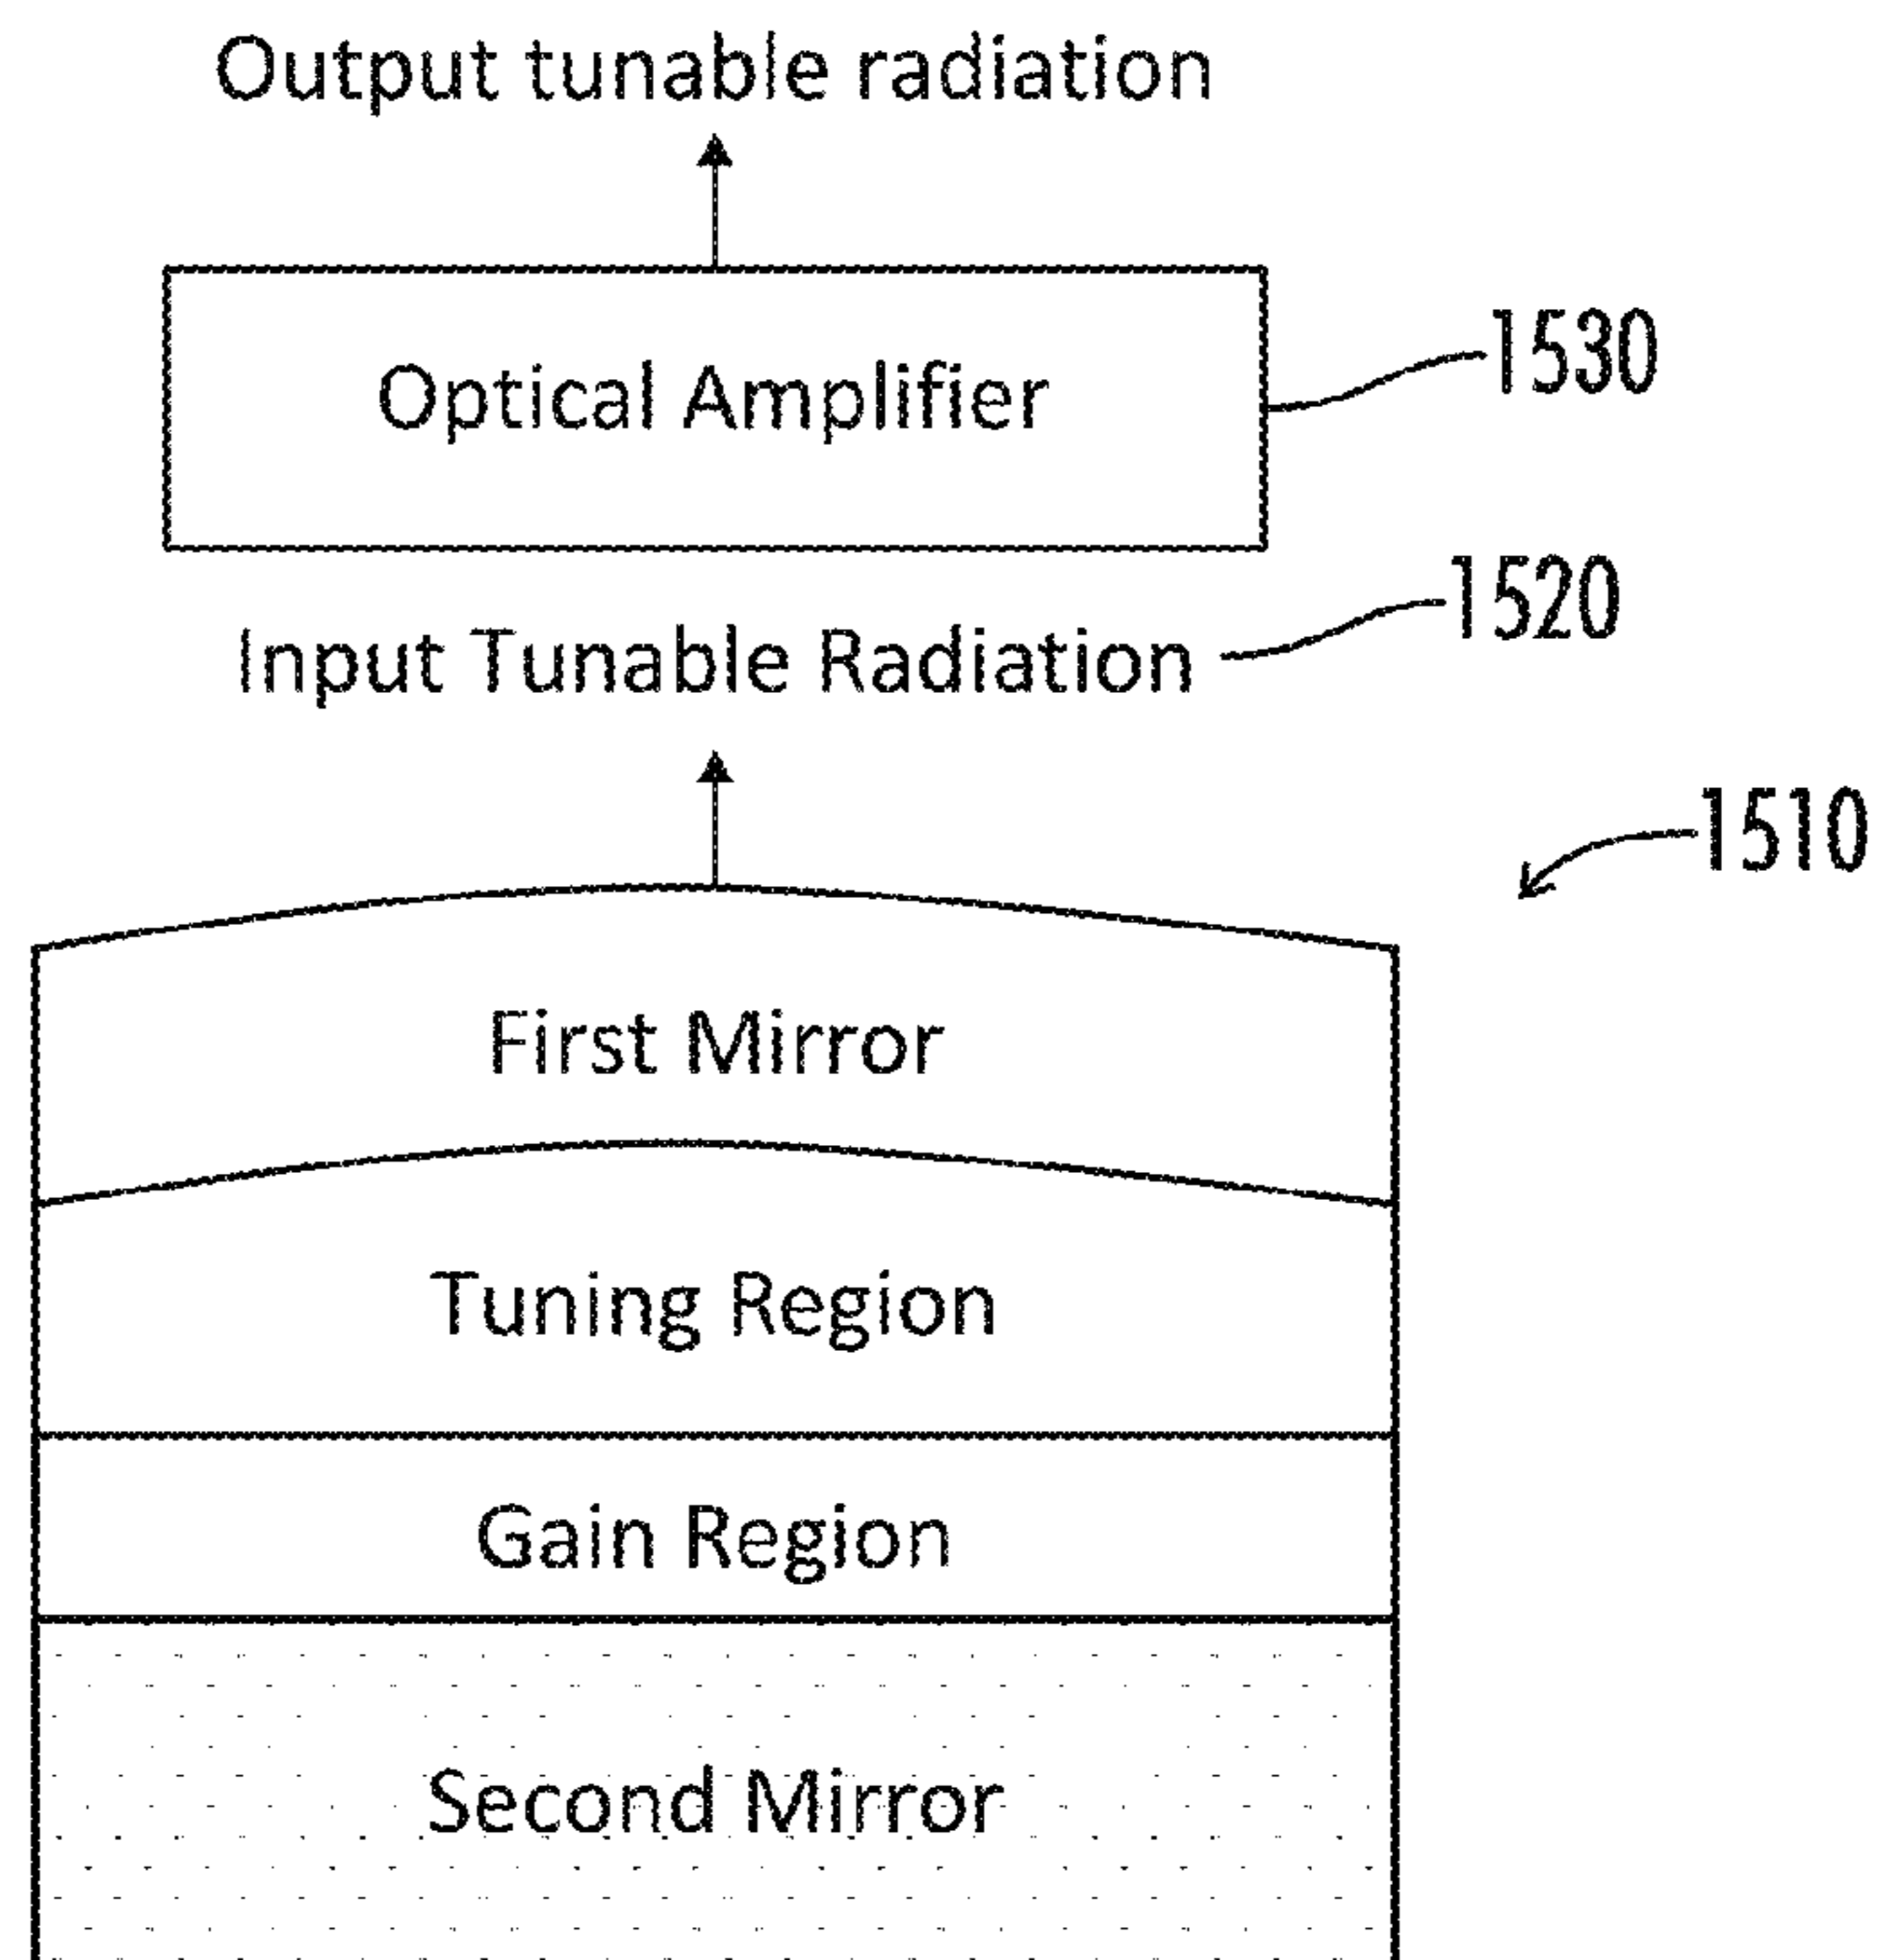 Output tunable radiation
Optical Amplifier
1530
Input Tunable Radiation
1520
1510
First Mirror
Tuning Region
Gain Region
Second Mirror